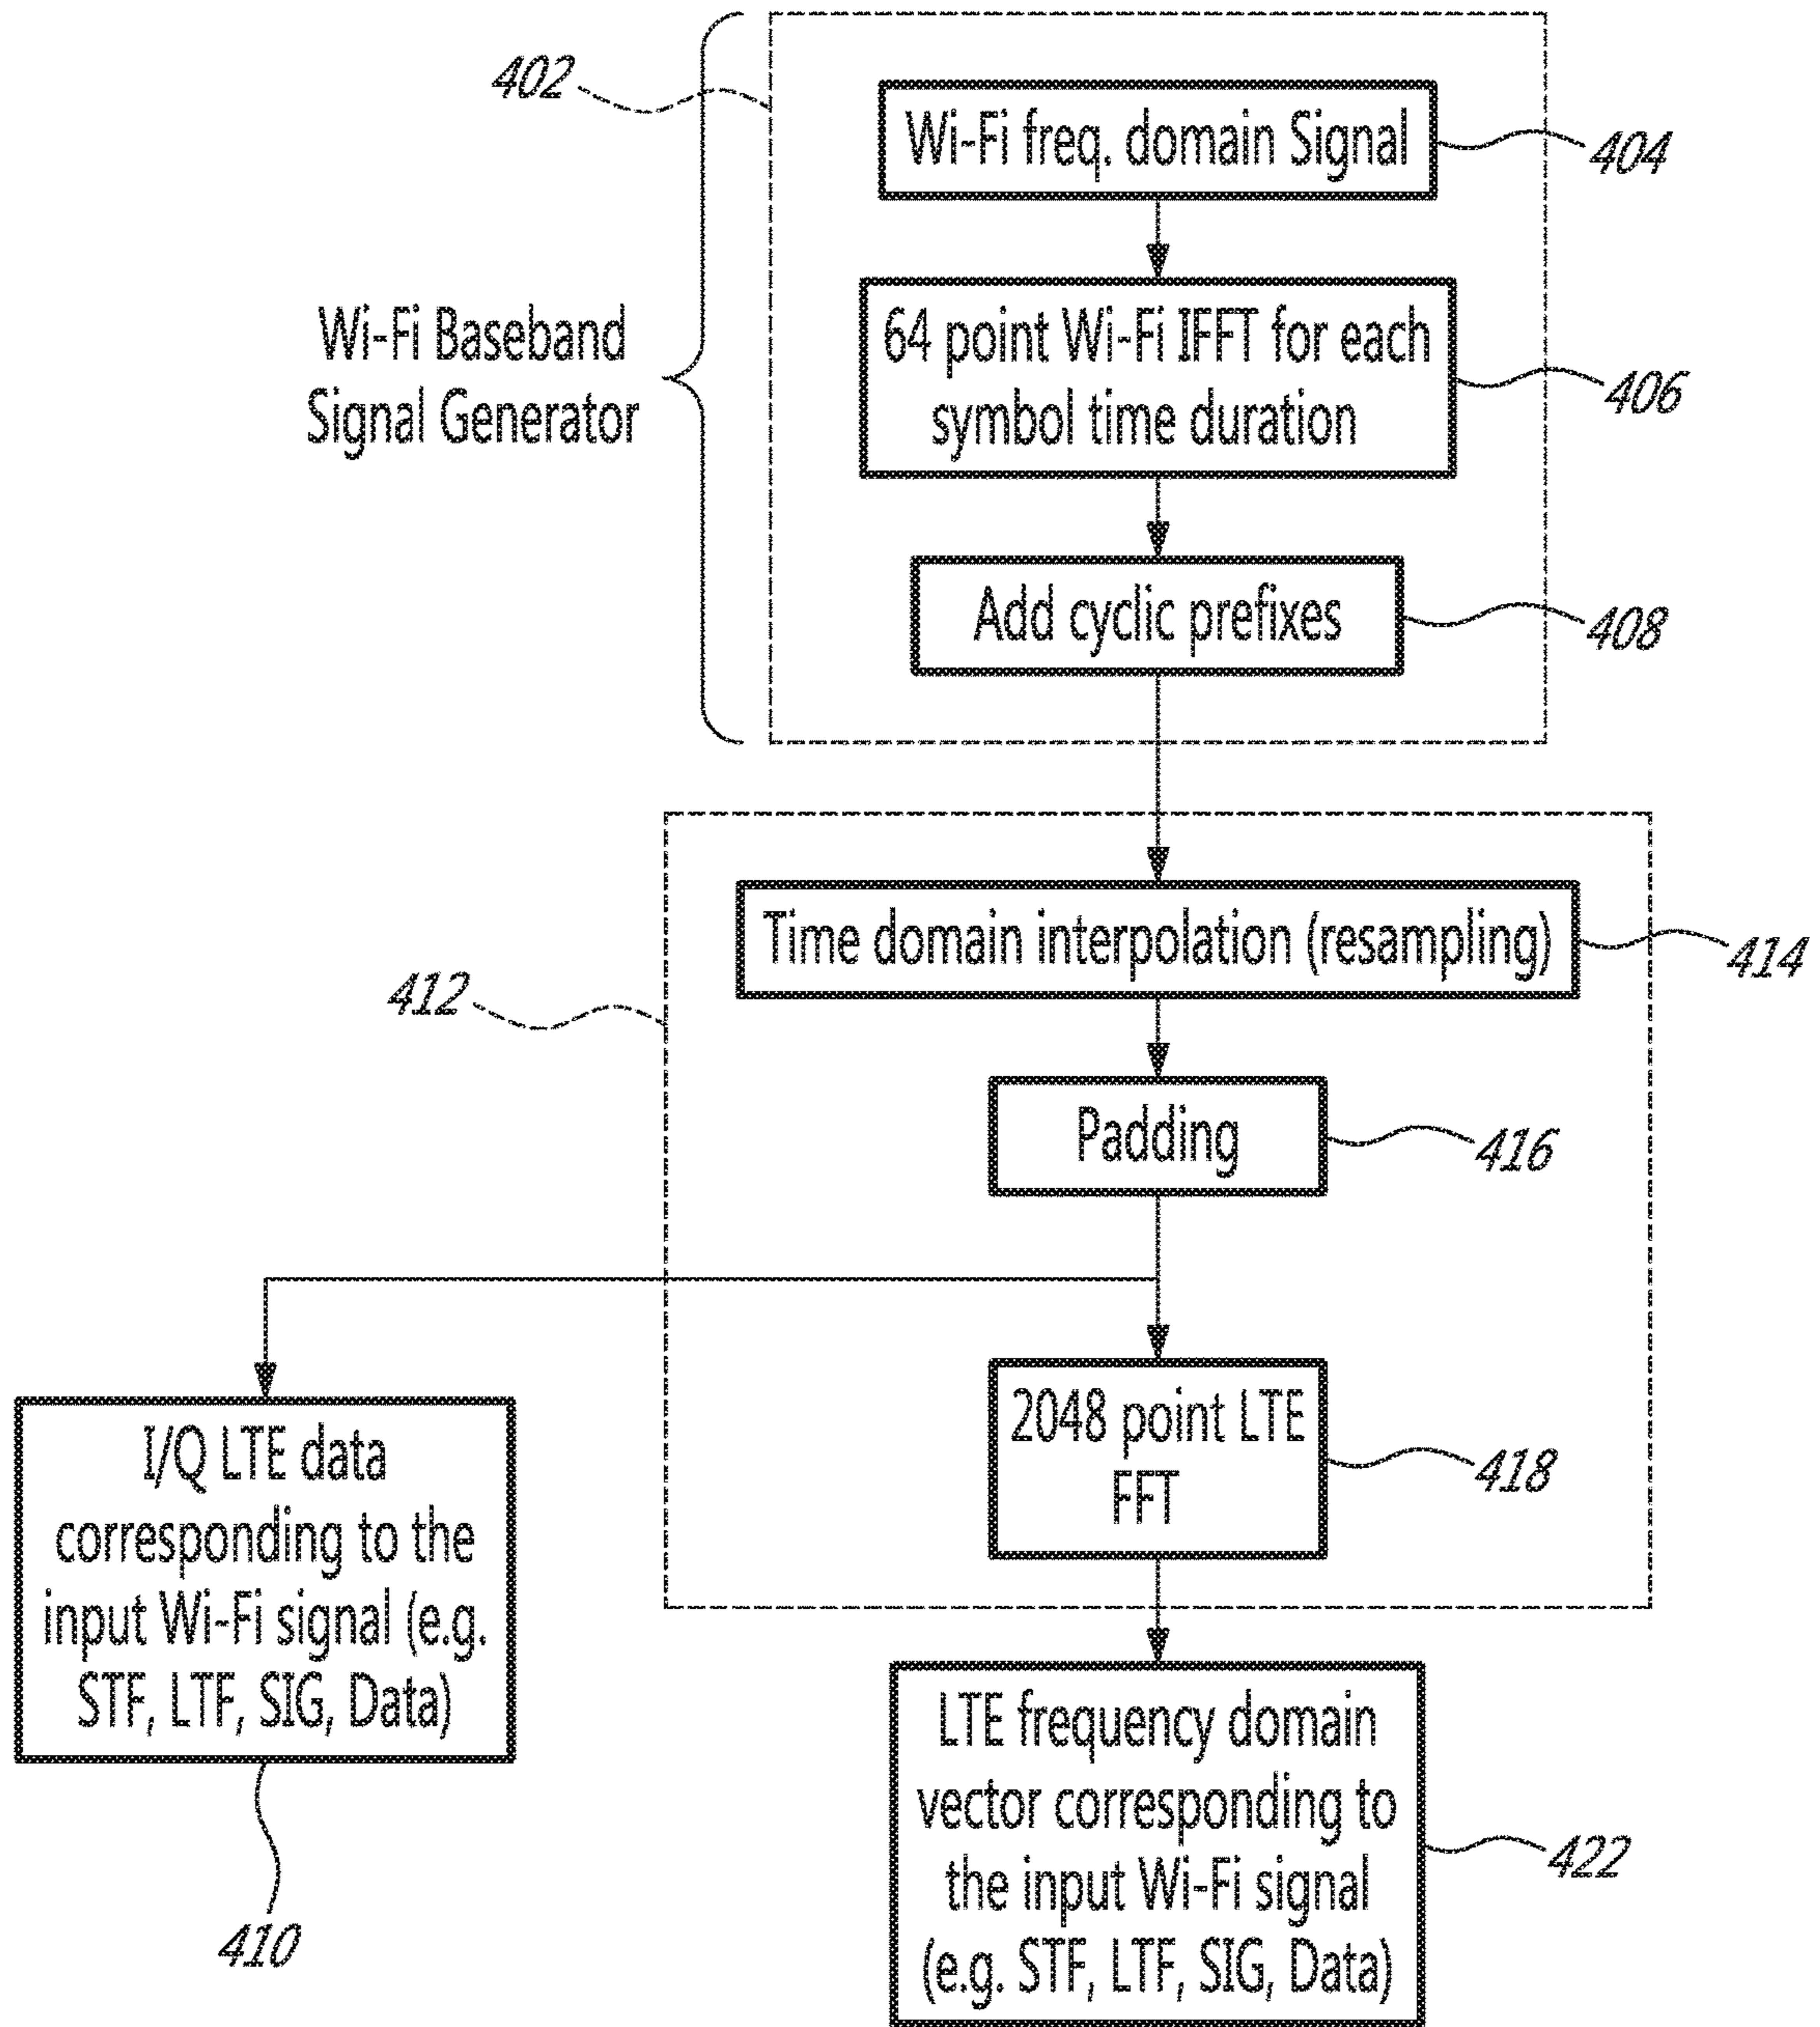 402
Wi-Fi freq. domain Signal
404
Wi-Fi Baseband
Signal Generator
64 point Wi-Fi IFFT for each
symbol time duration
406
Add cyclic prefixes
408
412
Time domain interpolation (resampling)
414
Padding
416
2048 point LTE
FFT
418
I/Q LTE data
corresponding to the
input Wi-Fi signal (e.g.
STF, LTF, SIG, Data)
410
LTE frequency domain
vector corresponding to
the input Wi-Fi signal
(e.g. STF, LTF, SIG, Data)
422